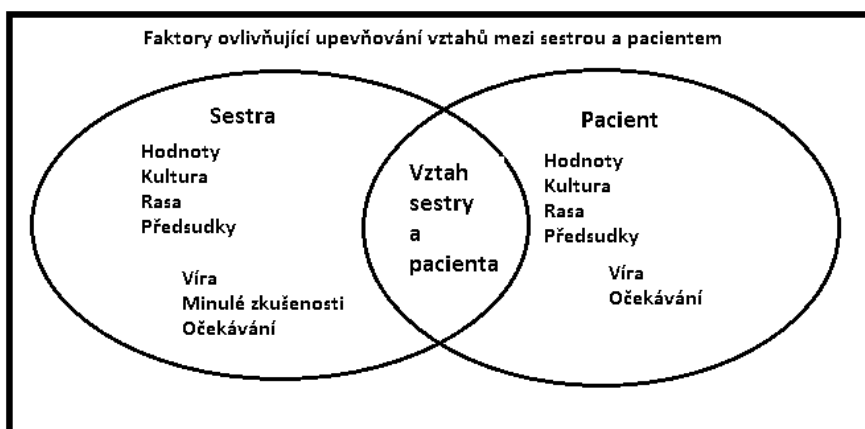 Faktory ovlivňující upevňování vztahů mezi sestrou a pacientem
Sestra
Hodnoty
Kultura
Rasa
Předsudky
Víra
Minulé zkušenosti
Očekávání
Vztah
sestry
a
pacienta
Pacient
Hodnoty
Kultura
Rasa
Předsudky
Víra
Očekávání